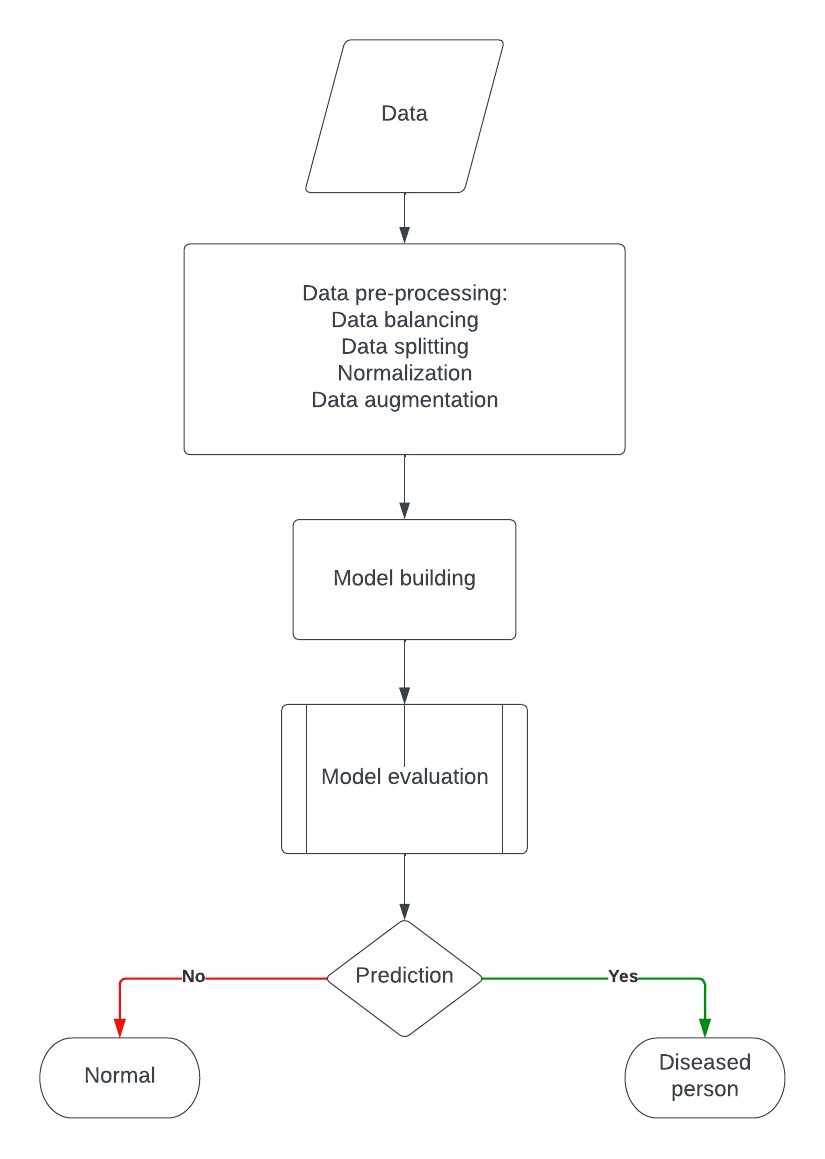 Data
Data pre-processing:
Data balancing
Data splitting
Normalization
Data augmentation
Model building
Model evaluation
Prediction
No
Yes
Normal
Diseased
person